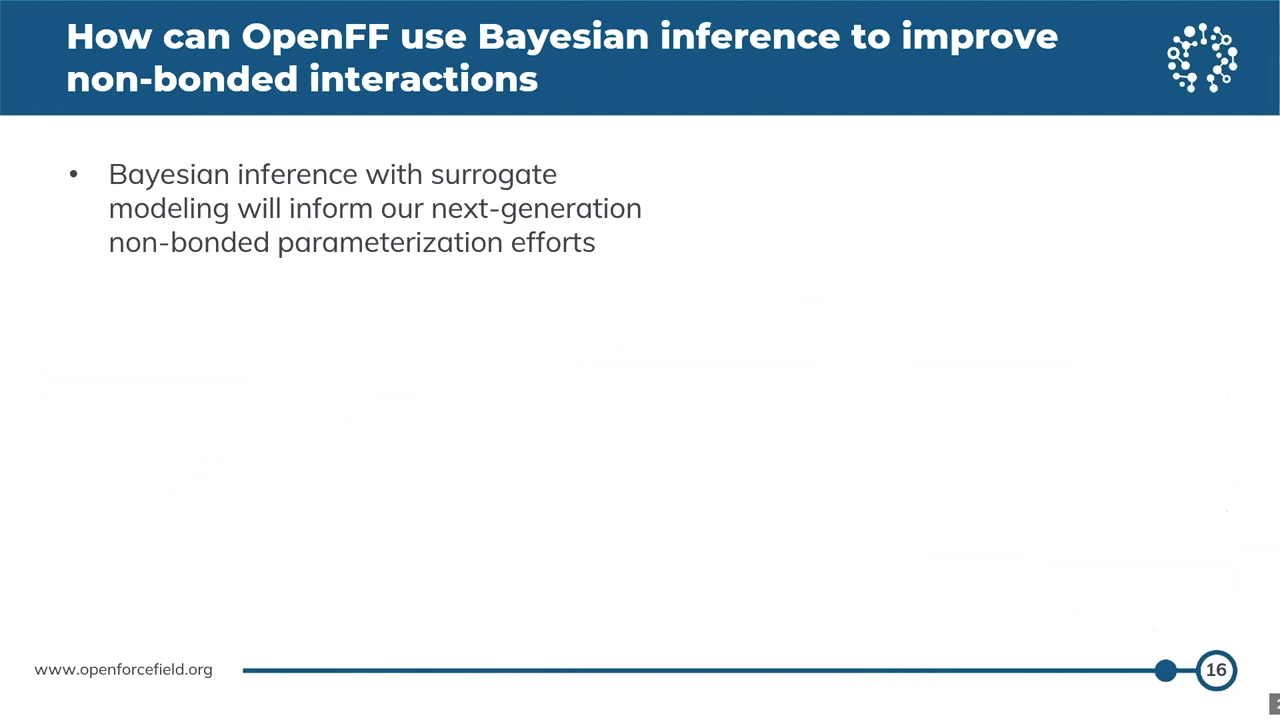 How can OpenFF use Bayesian inference to improve
non-bonded interactions
• Bayesian inference with surrogate
modeling will inform our next-generation
non-bonded parameterization efforts
www.openforcefield.org
16